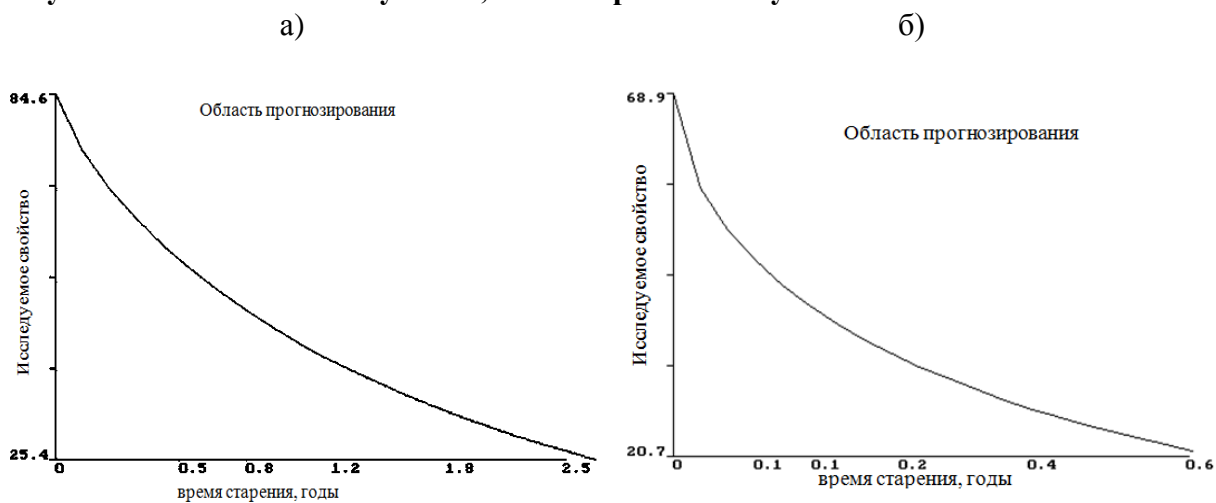 а)
б)
84.6
Область прогнозирования
Исследуемое свойство
25.4
0 0.5 0.8 1.2 1.8 2.5
время старения, годы
68.9
Область прогнозирования
Исследуемое свойство
20.7
0 0.1 0.1 0.2 0.4 0.6
время старения, годы